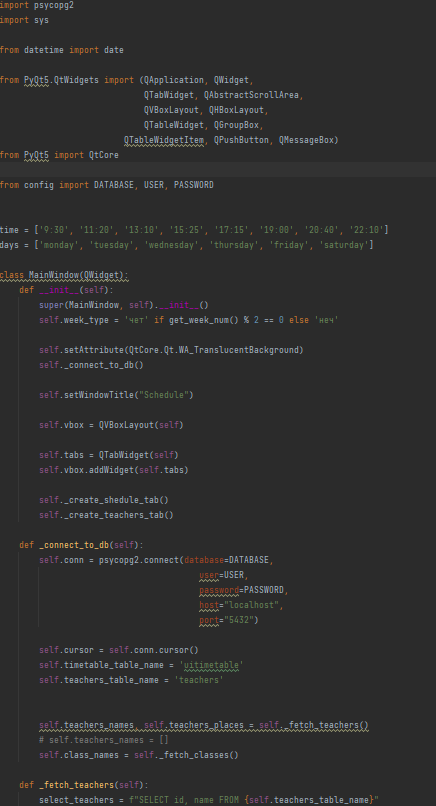 import psycopg2
import sys
from datetime import date
from PyQt5.QtWidgets import (QApplication, QWidget,
QTabWidget, QAbstractScrollArea,
QVBoxLayout, QHBoxLayout,
QTableWidget, QGroupBox,
QTableWidgetItem, QPushButton, QMessageBox)
from PyQt5 import QtCore
from config import DATABASE, USER, PASSWORD
time = ['9:30', '11:20', '13:10', '15:25', '17:15', '19:00', '20:40', '22:10']
days = ['monday', 'tuesday', 'wednesday', 'thursday', 'friday', 'saturday']
class MainWindow(QWidget):
def __init__(self):
super(MainWindow, self).__init__()
self.week_type = 'чет' if get_week_num() % 2 == 0 else 'неч'
self.setAttribute(QtCore.Qt.WA_TranslucentBackground)
self._connect_to_db()
self.setWindowTitle("Schedule")
self.vbox = QVBoxLayout(self)
self.tabs = QTabWidget(self)
self.vbox.addWidget(self.tabs)
self._create_shedule_tab()
self._create_teachers_tab()
def _connect_to_db(self):
self.conn = psycopg2.connect(database=DATABASE,
user=USER,
password=PASSWORD,
host="localhost",
port="5432")
self.cursor = self.conn.cursor()
self.timetable_table_name = 'uitimetable'
self.teachers_table_name = 'teachers'
self.teachers_names, self.teachers_places = self._fetch_teachers()
# self.teachers_names = []
self.class_names = self._fetch_classes()
def _fetch_teachers(self):
select_teachers = f"SELECT id, name FROM {self.teachers_table_name}"